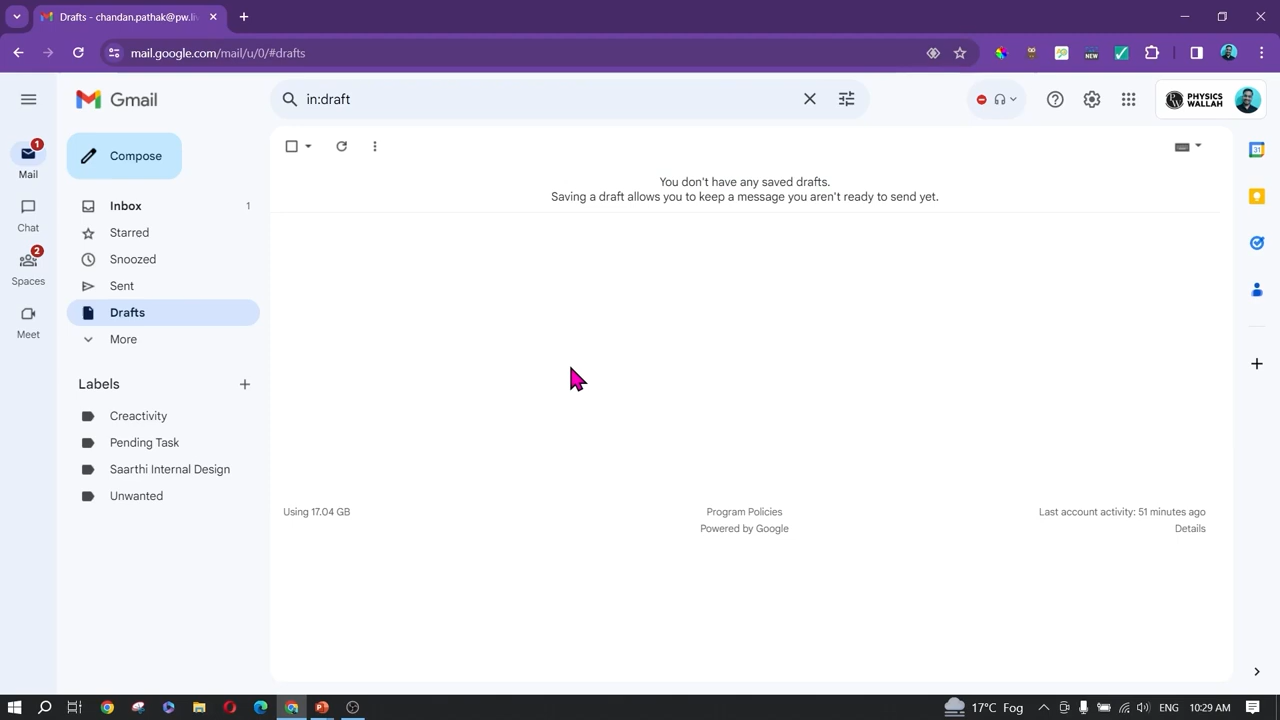 Drafts - chandan.pathak@pw.li
mail.google.com/mail/u/0/#drafts
NEW
Gmail
in:draft
PHYSICS
WALLAH
1
Mail
Chat
2
Spaces
Meet
Compose
Inbox 1
Starred
Snoozed
Sent
Drafts
More
Labels
Creactivity
Pending Task
Saarthi Internal Design
Unwanted
You don't have any saved drafts.
Saving a draft allows you to keep a message you aren't ready to send yet.
Using 17.04 GB
Program Policies
Powered by Google
Last account activity: 51 minutes ago
Details
31
17°C Fog
ENG
10:29 AM